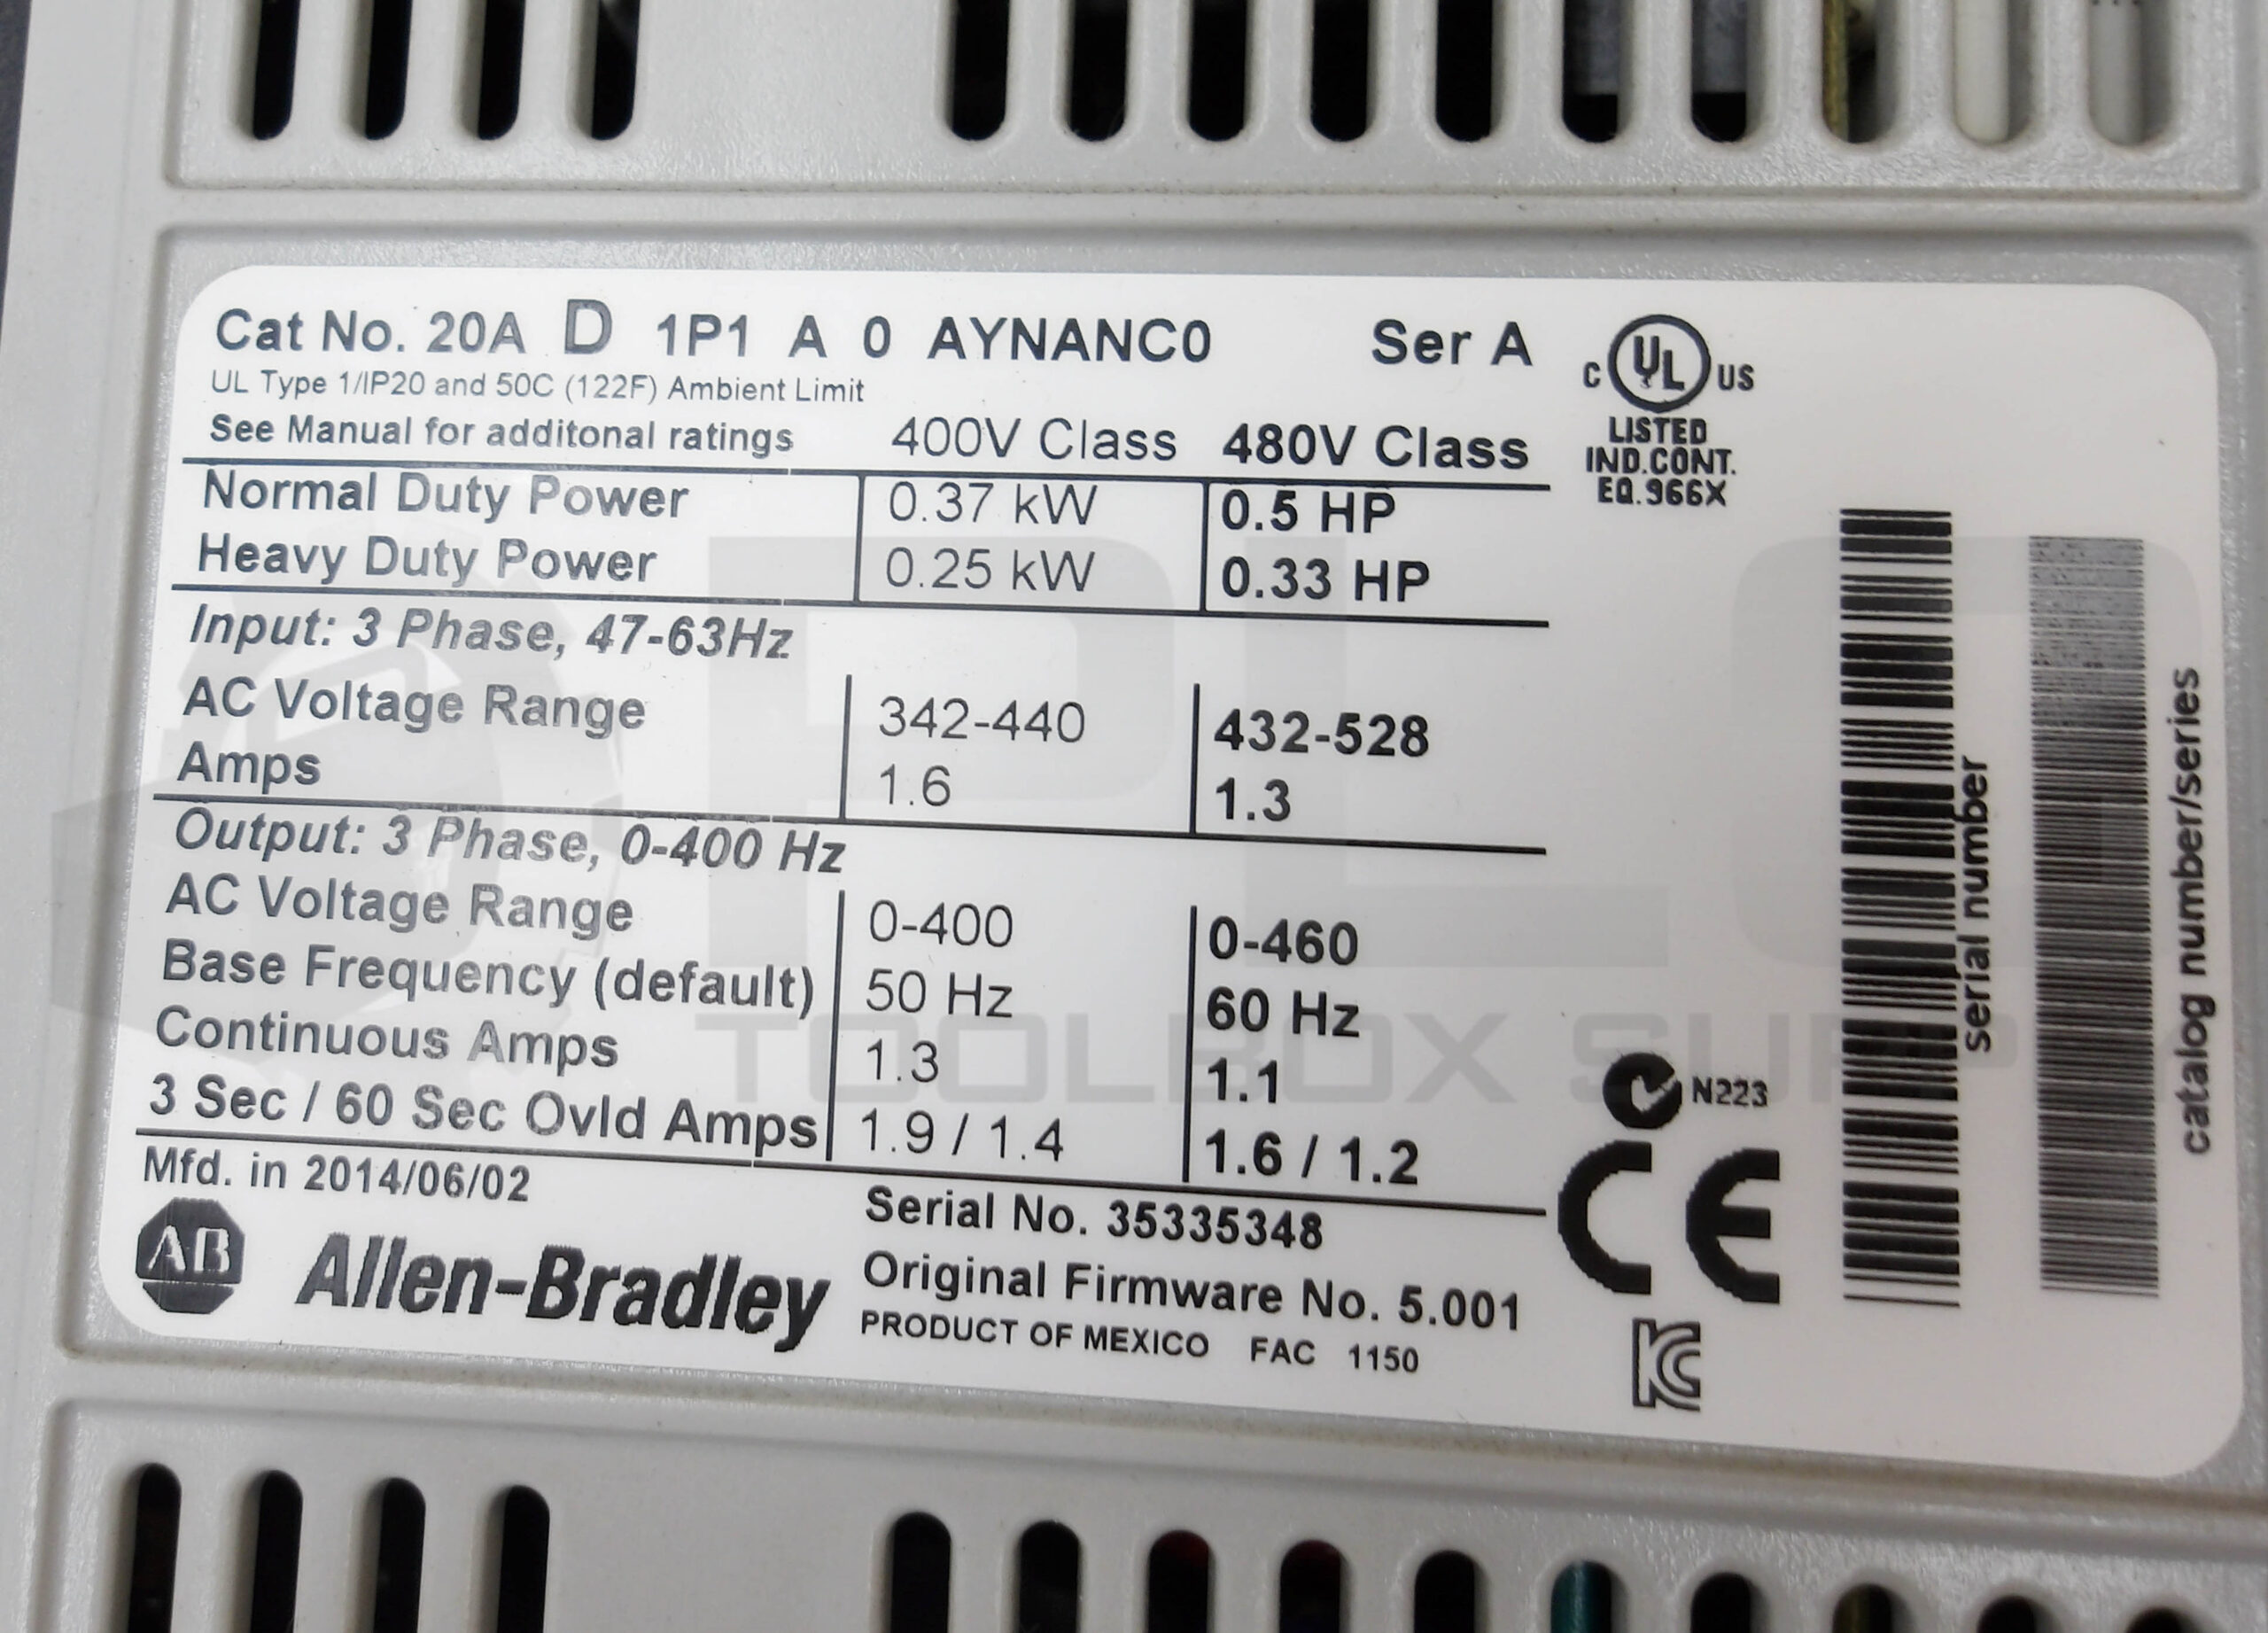 Cat No. 20A D 1P1 A 0 AYNANC0 Ser A
UL Type 1/IP20 and 50C (122F) Ambient Limit
See Manual for additonal ratings 400V Class 480V Class
Normal Duty Power 0.37 kW 0.5 HP
Heavy Duty Power 0.25 kW 0.33 HP
Input: 3 Phase, 47-63Hz
AC Voltage Range 342-440 432-528
Amps 1.6 1.3
Output: 3 Phase, 0-400 Hz
AC Voltage Range 0-400 0-460
Base Frequency (default) 50 Hz 60 Hz
Continuous Amps 1.3 1.1
3 Sec / 60 Sec Ovld Amps 1.9 / 1.4 1.6 / 1.2
Mfd. in 2014/06/02
Serial No. 35335348
AB Allen-Bradley
Original Firmware No. 5.001
PRODUCT OF MEXICO FAC 1150
C UL US
LISTED
IND.CONT.
EQ.966X
N223
CE
KC
serial number
catalog number/series
PLC
TOOLBOX SUPPLY